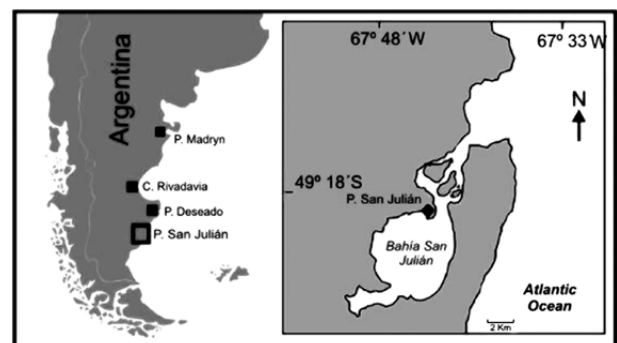 Argentina
P. Madryn
C. Rivadavia
P. Deseado
P. San Julián
67º 48´W
67º 33´W
N
49º 18´S
P. San Julián
Bahía San
Julián
Atlantic
Ocean
2 Km